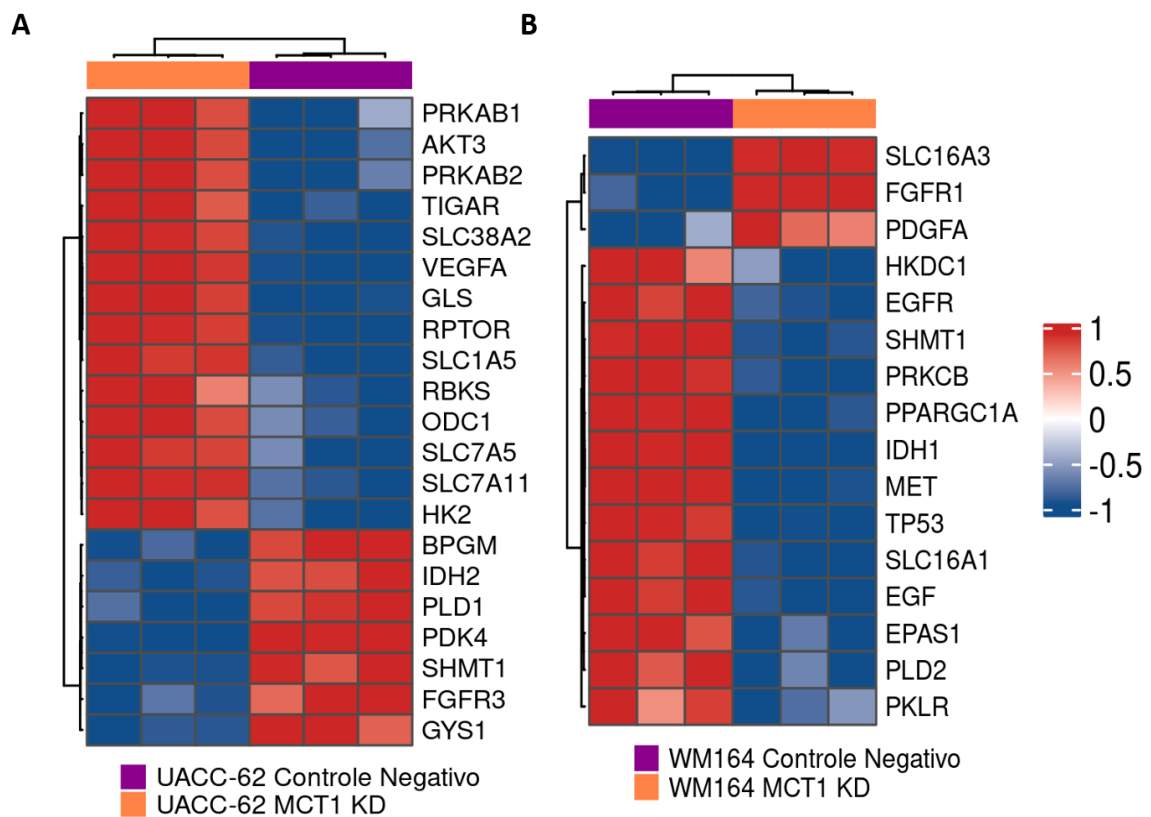 A
PRKAB1
AKT3
PRKAB2
TIGAR
SLC38A2
VEGFA
GLS
RPTOR
SLC1A5
RBKS
ODC1
SLC7A5
SLC7A11
HK2
BPGM
IDH2
PLD1
PDK4
SHMT1
FGFR3
GYS1
UACC-62 Controle Negativo
UACC-62 MCT1 KD
B
SLC16A3
FGFR1
PDGFA
HKDC1
EGFR
SHMT1
PRKCB
PPARGC1A
IDH1
MET
TP53
SLC16A1
EGF
EPAS1
PLD2
PKLR
WM164 Controle Negativo
WM164 MCT1 KD
1
0.5
0
-0.5
-1